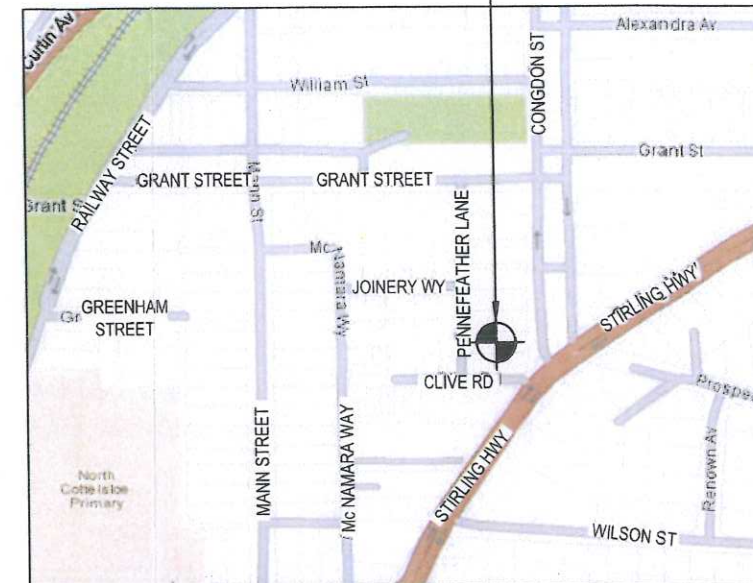 Curtin Av
Alexandra Av
William St
CONGDON ST
Grant St
RAILWAY STREET
GRANT STREET
GRANT STREET
Mann St
Grant S
PENNEFEATHER LANE
Mc
Namara Wy
JOINERY WY
STIRLING HWY
Gr
GREENHAM
STREET
CLIVE RD
Prospe
MANN STREET
Mc NAMARA WAY
STIRLING HWY
Renown Av
North
Cottesloe
Primary
WILSON ST